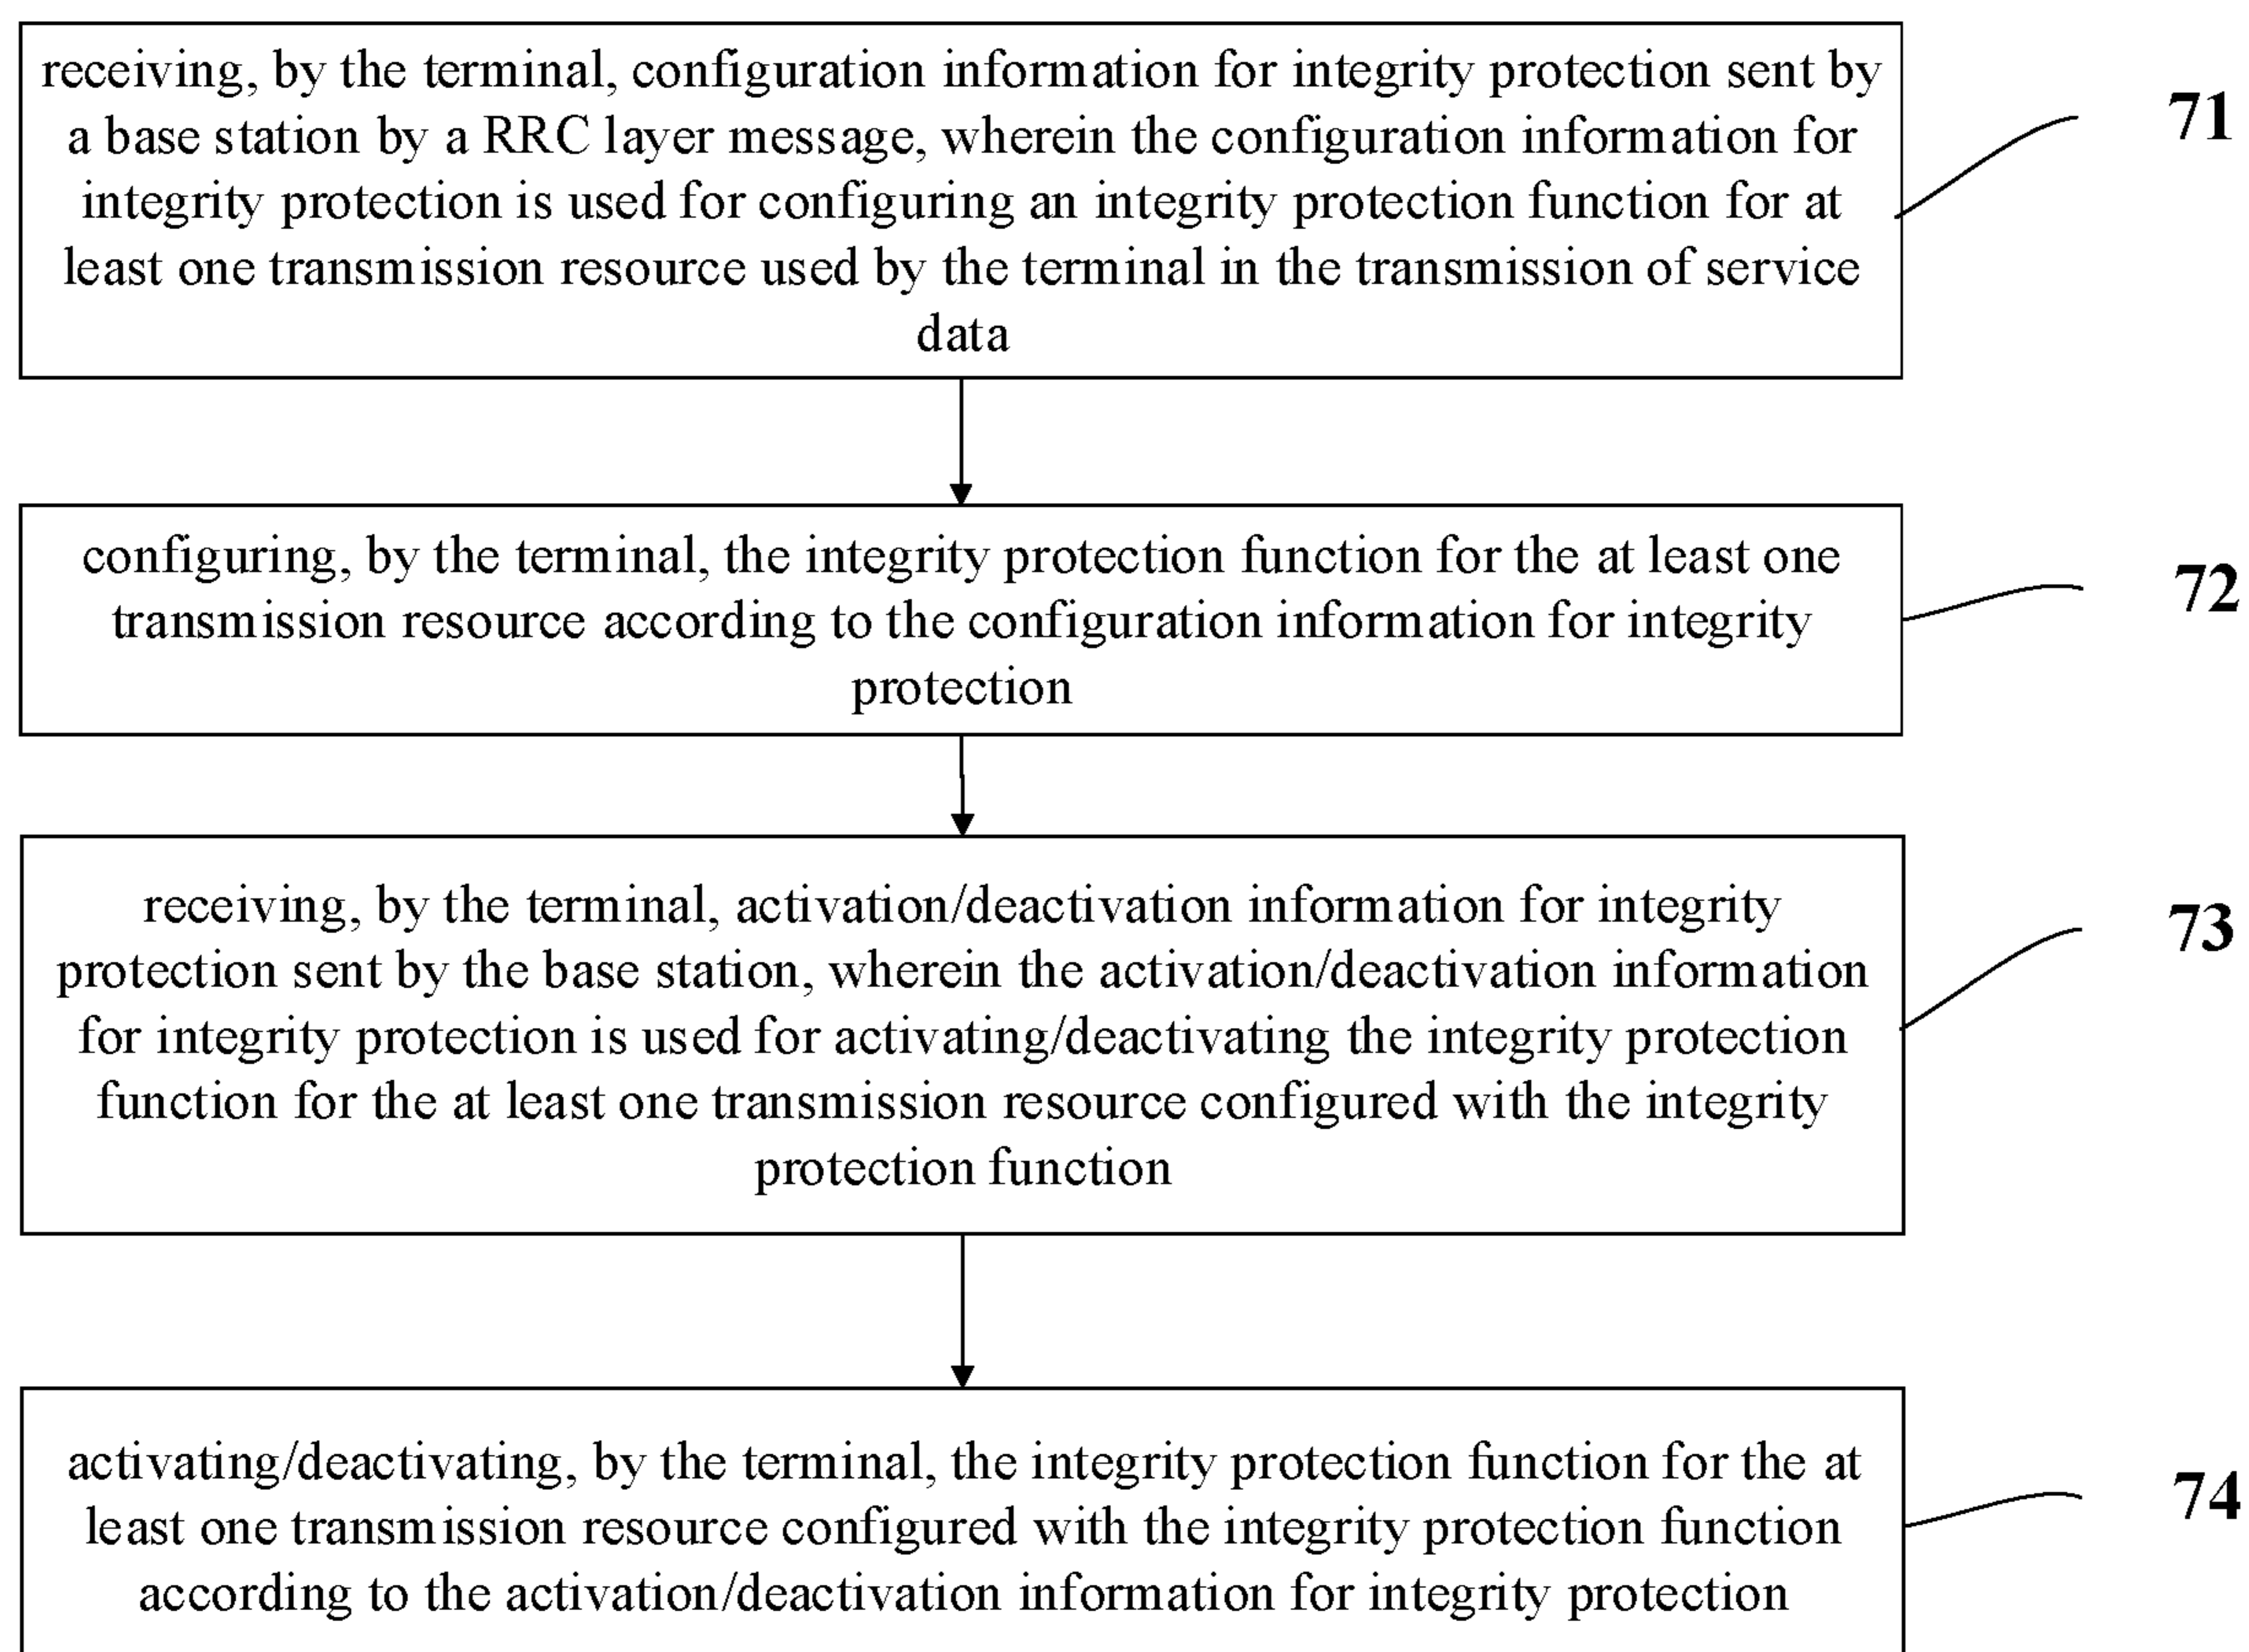 receiving, by the terminal, configuration information for integrity protection sent by
a base station by a RRC layer message, wherein the configuration information for
integrity protection is used for configuring an integrity protection function for at
least one transmission resource used by the terminal in the transmission of service
data
71
configuring, by the terminal, the integrity protection function for the at least one
transmission resource according to the configuration information for integrity
protection
72
receiving, by the terminal, activation/deactivation information for integrity
protection sent by the base station, wherein the activation/deactivation information
for integrity protection is used for activating/deactivating the integrity protection
function for the at least one transmission resource configured with the integrity
protection function
73
activating/deactivating, by the terminal, the integrity protection function for the at
least one transmission resource configured with the integrity protection function
according to the activation/deactivation information for integrity protection
74